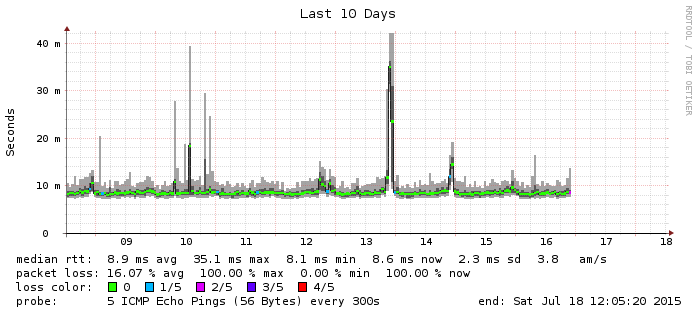 Last 10 Days
RRDTOOL / TOBI OETIKER
Seconds
40 m
30 m
20 m
10 m
0
09 10 11 12 13 14 15 16 17 18
median rtt: 8.9 ms avg 35.1 ms max 8.1 ms min 8.6 ms now 2.3 ms sd 3.8 am/s
packet loss: 16.07 % avg 100.00 % max 0.00 % min 100.00 % now
loss color: 0 1/5 2/5 3/5 4/5
probe: 5 ICMP Echo Pings (56 Bytes) every 300s end: Sat Jul 18 12:05:20 2015